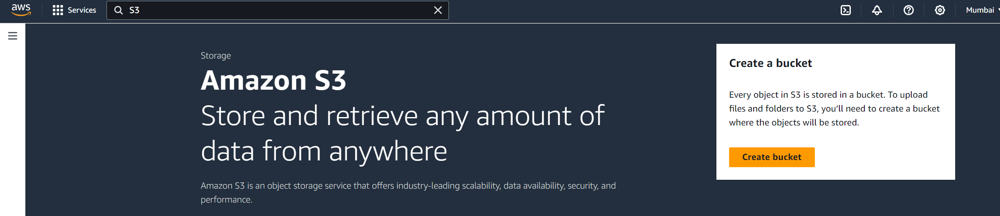 aws
Services
S3
Mumbai
Storage
Amazon S3
Store and retrieve any amount of
data from anywhere
Amazon S3 is an object storage service that offers industry-leading scalability, data availability, security, and
performance.
Create a bucket
Every object in S3 is stored in a bucket. To upload
files and folders to S3, you’ll need to create a bucket
where the objects will be stored.
Create bucket